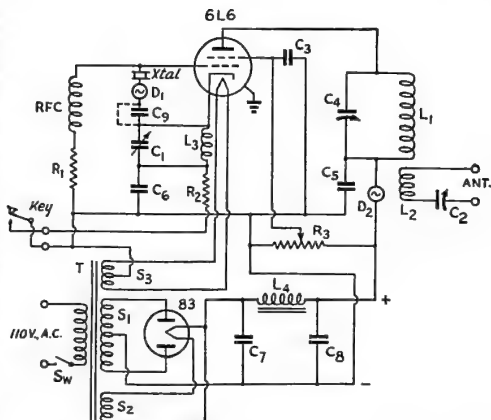 6L6
C3
Xtal
D1
RFC
C9
C4
L1
C1
L3
R1
C5
ANT.
Key
C6
R2
D2
L2
C2
R3
T
S3
S1
83
L4
+
110V., A.C.
C7
C8
Sw
S2
−